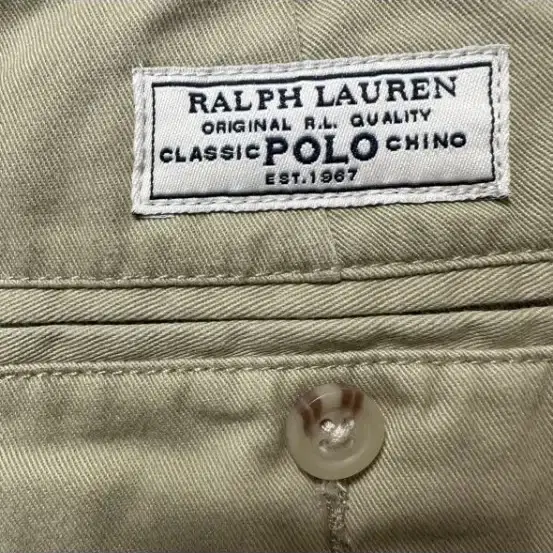 RALPH LAUREN
ORIGINAL R.L. QUALITY
CLASSIC POLO CHINO
EST. 1967